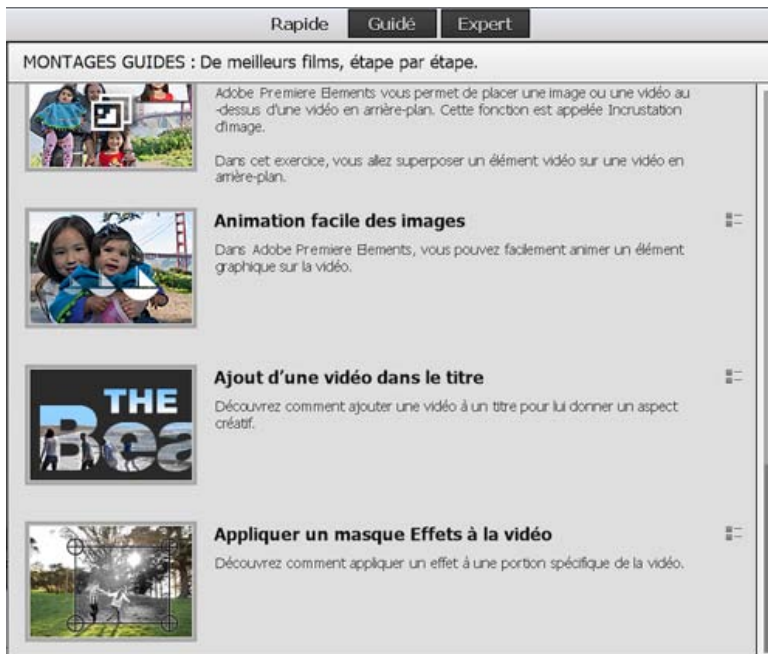 Rapide Guidé Expert
MONTAGES GUIDES : De meilleurs films, étape par étape.
Adobe Premiere Elements vous permet de placer une image ou une vidéo au
-dessus d'une vidéo en arrière-plan. Cette fonction est appelée Incrustation
d'image.
Dans cet exercice, vous allez superposer un élément vidéo sur une vidéo en
arrière-plan.
Animation facile des images
Dans Adobe Premiere Elements, vous pouvez facilement animer un élément
graphique sur la vidéo.
THE
Bea
Ajout d'une vidéo dans le titre
Découvrez comment ajouter une vidéo à un titre pour lui donner un aspect
créatif.
Appliquer un masque Effets à la vidéo
Découvrez comment appliquer un effet à une portion spécifique de la vidéo.